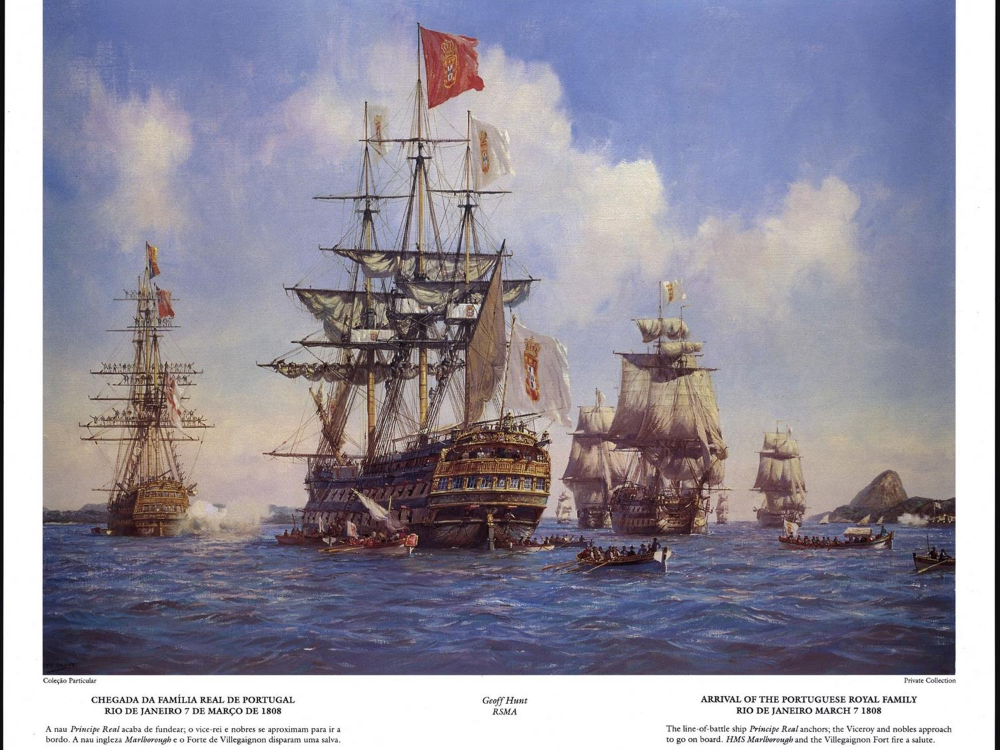 Coleção Particular
Private Collection
CHEGADA DA FAMÍLIA REAL DE PORTUGAL
RIO DE JANEIRO 7 DE MARÇO DE 1808
A nau Príncipe Real acaba de fundear; o vice-rei e nobres se aproximam para ir a
bordo. A nau ingleza Marlborough e o Forte de Villegaignon disparam uma salva.
Geoff Hunt
RSMA
ARRIVAL OF THE PORTUGUESE ROYAL FAMILY
RIO DE JANEIRO MARCH 7 1808
The line-of-battle ship Príncipe Real anchors; the Viceroy and nobles approach
to go on board. HMS Marlborough and the Villegaignon Fort fire a salute.